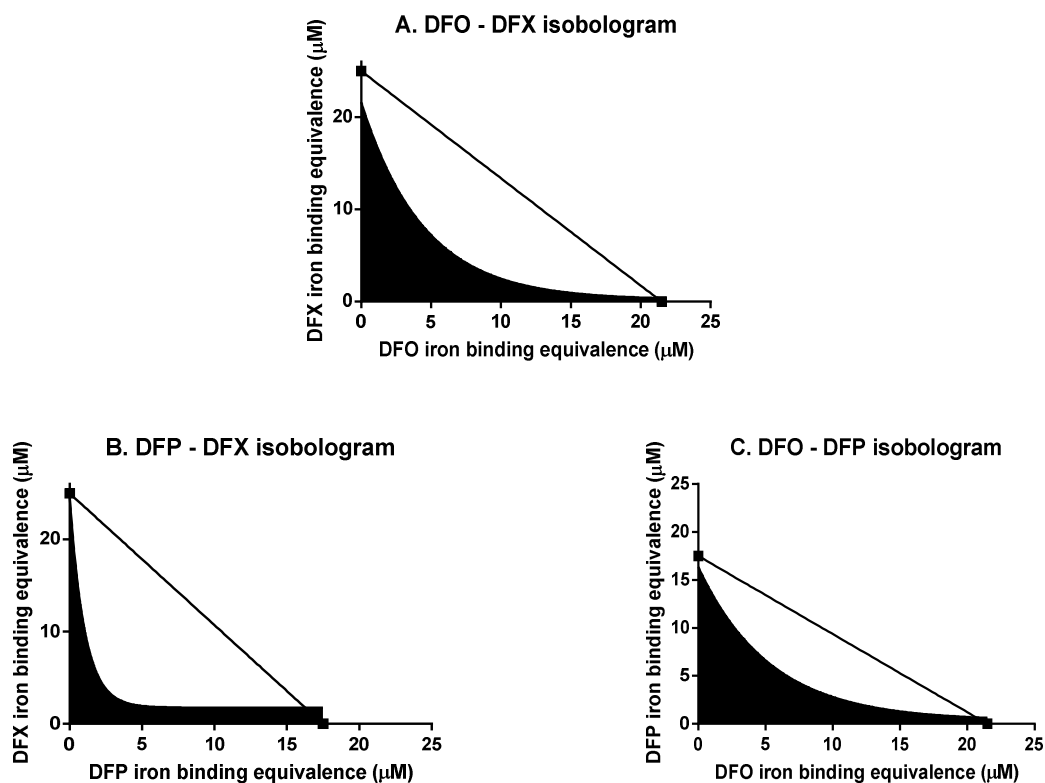 A. DFO - DFX isobologram
DFX iron binding equivalence (μM)
20
10
0
0 5 10 15 20 25
DFO iron binding equivalence (μM)
B. DFP - DFX isobologram
DFX iron binding equivalence (μM)
20
10
0
0 5 10 15 20 25
DFP iron binding equivalence (μM)
C. DFO - DFP isobologram
DFP iron binding equivalence (μM)
25
20
15
10
5
0
0 5 10 15 20 25
DFO iron binding equivalence (μM)